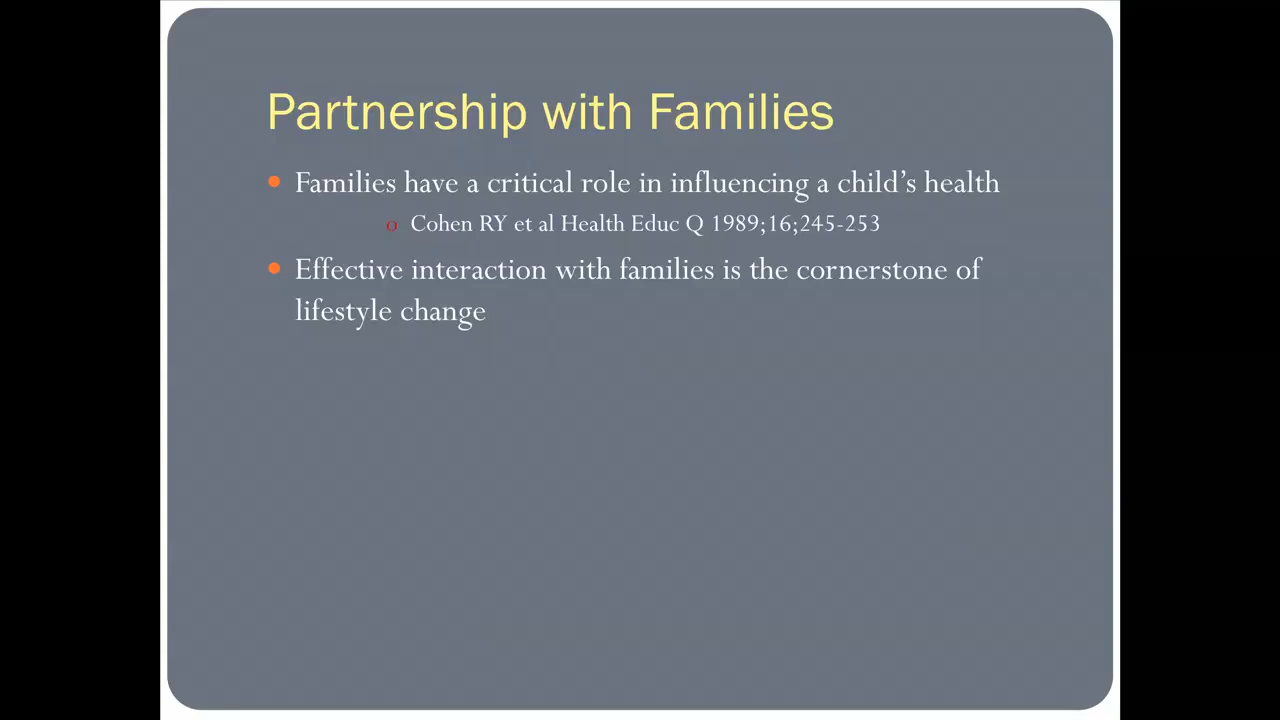 Partnership with Families
Families have a critical role in influencing a child’s health
Cohen RY et al Health Educ Q 1989;16;245-253
Effective interaction with families is the cornerstone of
lifestyle change